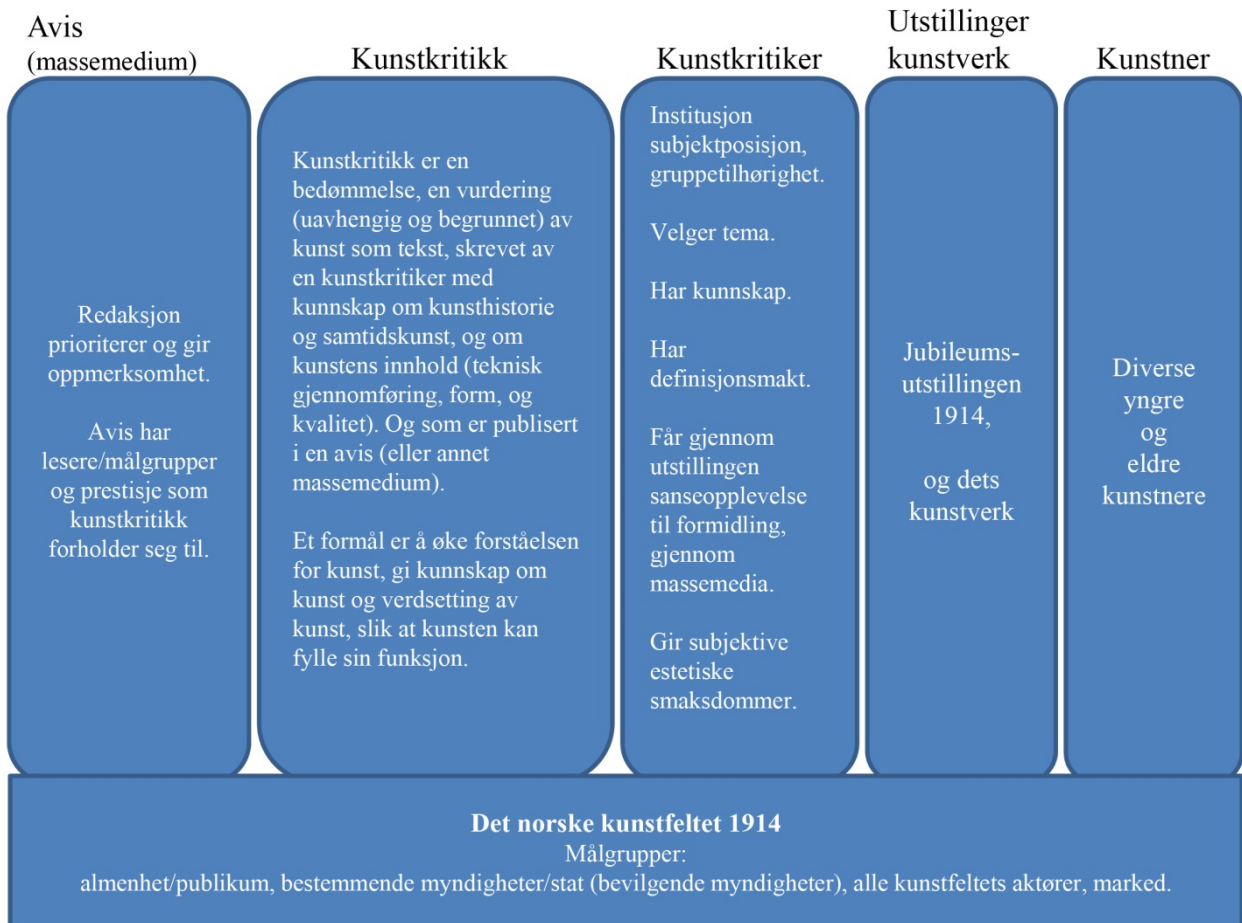 Avis
(massemedium)
Kunstkritikk
Kunstkritiker
Utstillinger
kunstverk
Kunstner
Redaksjon
prioriterer og gir
oppmerksomhet.
Avis har
lesere/målgrupper
og prestisje som
kunstkritikk
forholder seg til.
Kunstkritikk er en
bedømmelse, en vurdering
(uavhengig og begrunnet) av
kunst som tekst, skrevet av
en kunstkritiker med
kunnskap om kunsthistorie
og samtidskunst, og om
kunstens innhold (teknisk
gjennomføring, form, og
kvalitet). Og som er publisert
i en avis (eller annet
massemedium).
Et formål er å øke forståelsen
for kunst, gi kunnskap om
kunst og verdsetting av
kunst, slik at kunsten kan
fylle sin funksjon.
Institusjon
subjektposisjon,
gruppetilhørighet.
Velger tema.
Har kunnskap.
Har
definisjonsmakt.
Får gjennom
utstillingen
sanseopplevelse
til formidling,
gjennom
massemedia.
Gir subjektive
estetiske
smaksdommer.
Jubileums-
utstillingen
1914,
og dets
kunstverk
Diverse
yngre
og
eldre
kunstnere
Det norske kunstfeltet 1914
Målgrupper:
almenhet/publikum, bestemmende myndigheter/stat (bevilgende myndigheter), alle kunstfeltets aktører, marked.